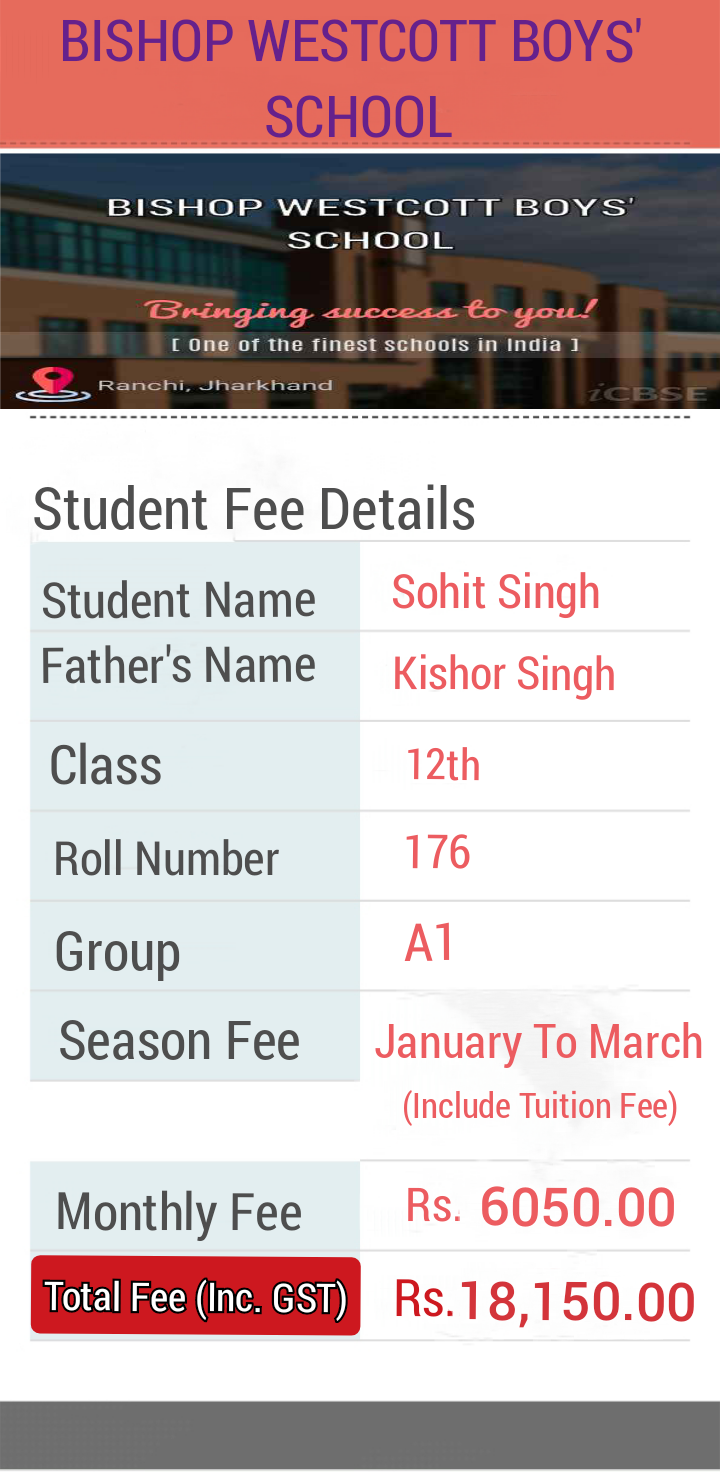 BISHOP WESTCOTT BOYS'
SCHOOL
BISHOP WESTCOTT BOYS'
SCHOOL
Bringing success to you!
[ One of the finest schools in India ]
Ranchi, Jharkhand
iCBSE
Student Fee Details
Student Name Sohit Singh
Father's Name Kishor Singh
Class 12th
Roll Number 176
Group A1
Season Fee January To March
(Include Tuition Fee)
Monthly Fee Rs. 6050.00
Total Fee (Inc. GST) Rs.18,150.00